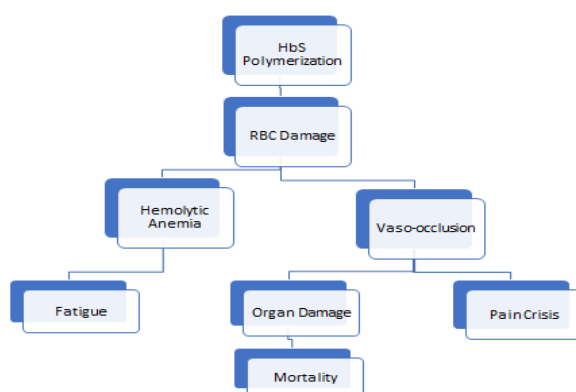 HbS
Polymerization
RBC Damage
Hemolytic
Anemia
Vaso-occlusion
Fatigue
Organ Damage
Pain Crisis
Mortality